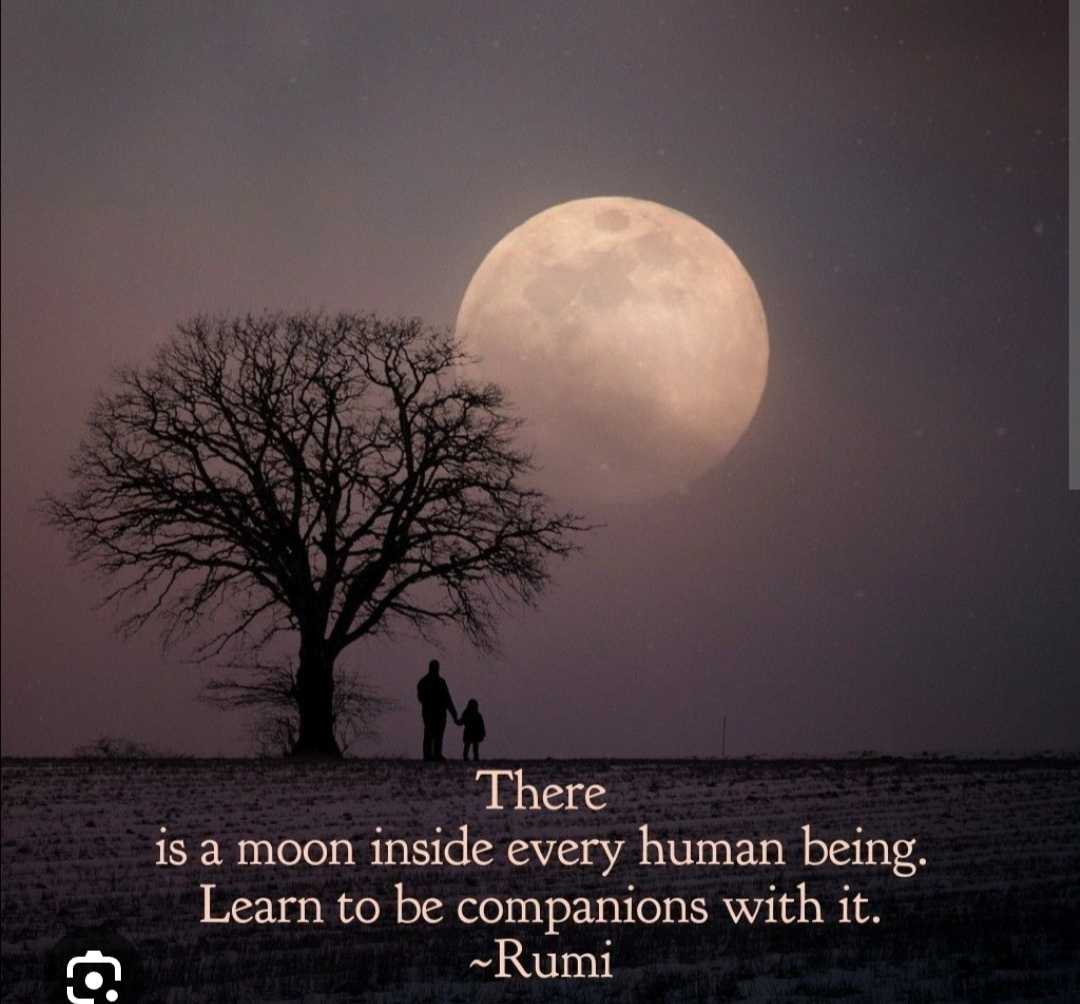 There
is a moon inside every human being.
Learn to be companions with it.
~Rumi